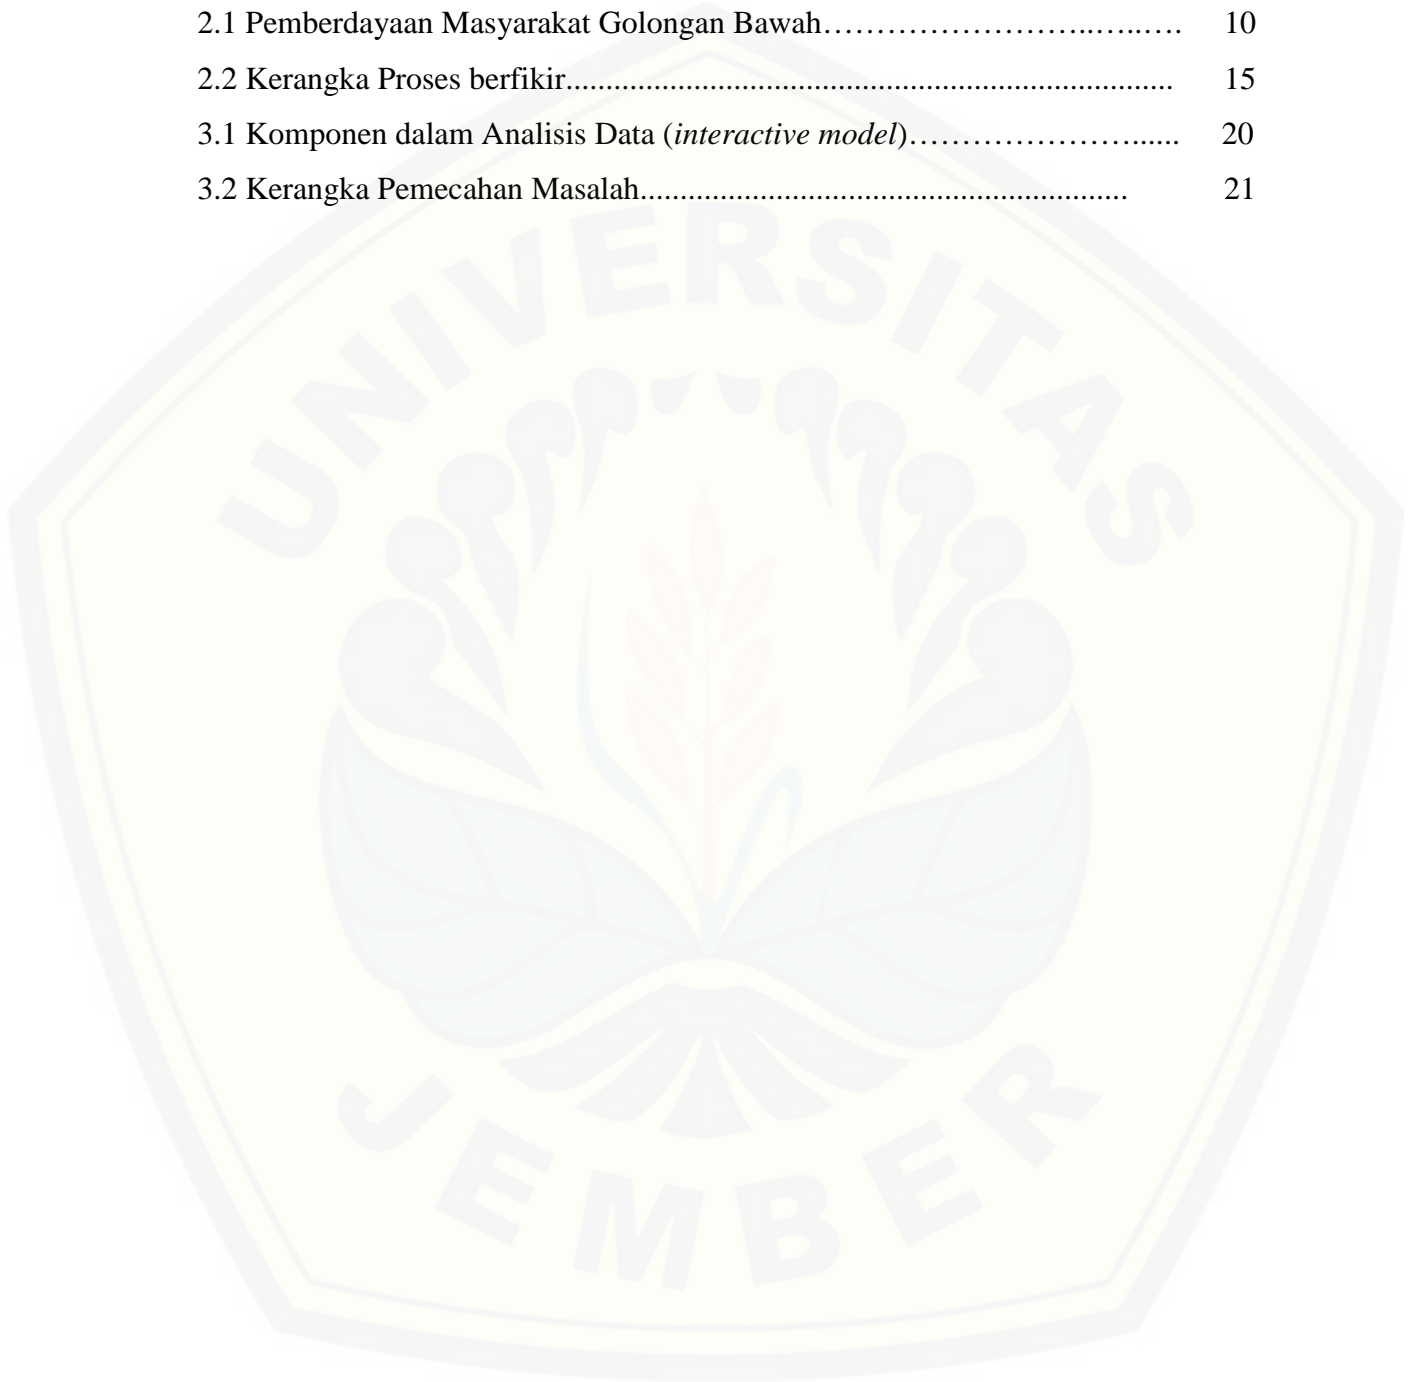 2.1 Pemberdayaan Masyarakat Golongan Bawah……………………..…..…. 10
2.2 Kerangka Proses berfikir............................................................................ 15
3.1 Komponen dalam Analisis Data (interactive model)…………………...... 20
3.2 Kerangka Pemecahan Masalah............................................................. 21
UNIVERSITAS
JEMBER